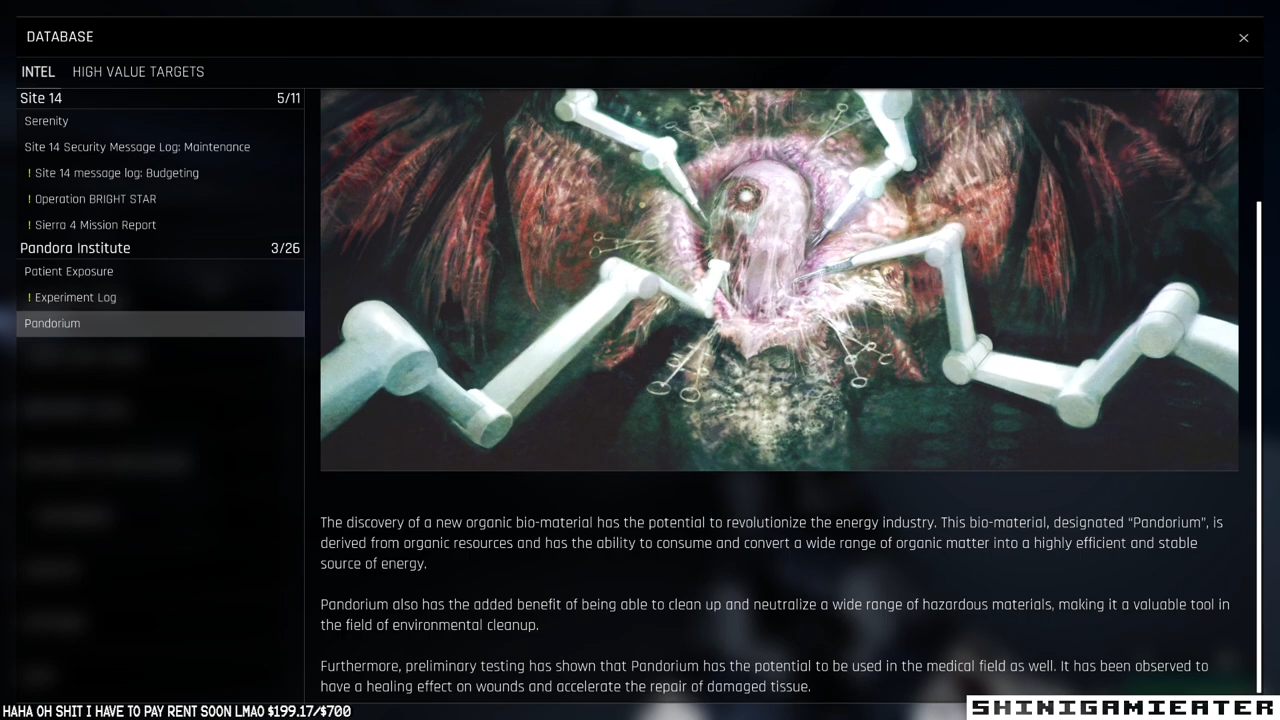 DATABASE
INTEL HIGH VALUE TARGETS
Site 14 5/11
Serenity
Site 14 Security Message Log: Maintenance
! Site 14 message log: Budgeting
! Operation BRIGHT STAR
! Sierra 4 Mission Report
Pandora Institute 3/26
Patient Exposure
! Experiment Log
Pandorium
The discovery of a new organic bio-material has the potential to revolutionize the energy industry. This bio-material, designated “Pandorium”, is
derived from organic resources and has the ability to consume and convert a wide range of organic matter into a highly efficient and stable
source of energy.
Pandorium also has the added benefit of being able to clean up and neutralize a wide range of hazardous materials, making it a valuable tool in
the field of environmental cleanup.
Furthermore, preliminary testing has shown that Pandorium has the potential to be used in the medical field as well. It has been observed to
have a healing effect on wounds and accelerate the repair of damaged tissue.
HAHA OH SHIT I HAVE TO PAY RENT SOON LMAO $199.17/$700
SHINIGAMIEATER